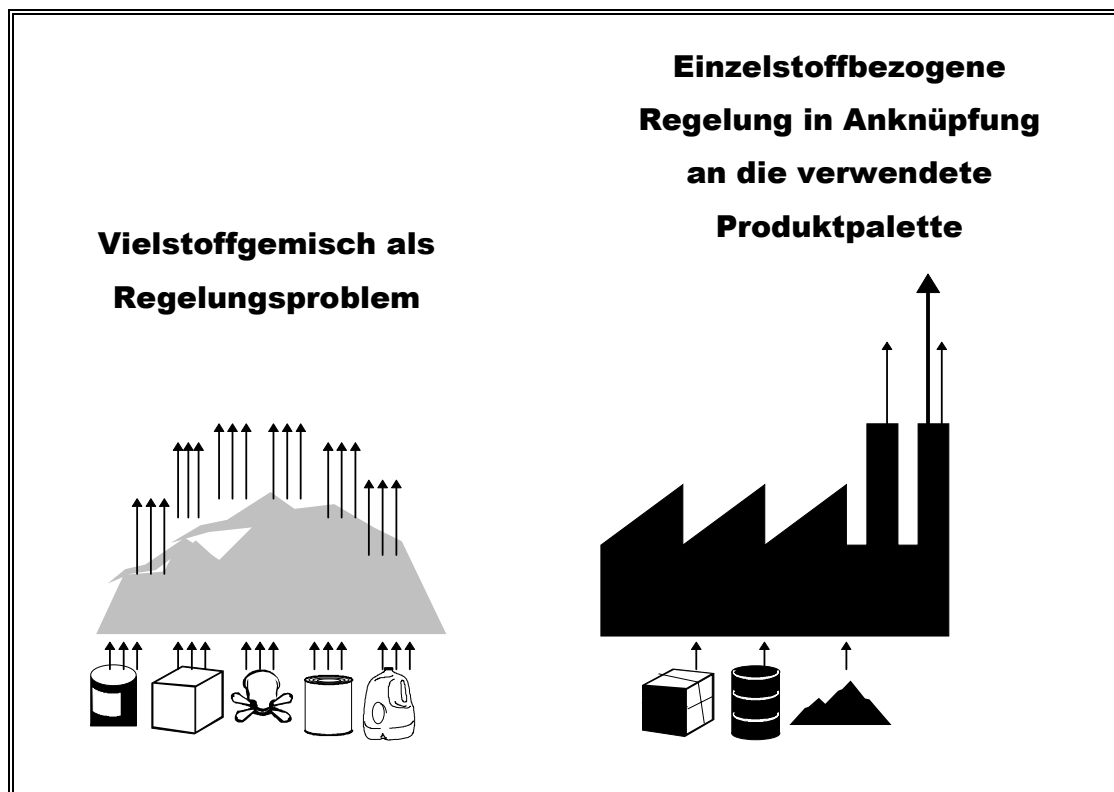 Vielstoffgemisch als
Regelungsproblem
Einzelstoffbezogene
Regelung in Anknüpfung
an die verwendete
Produktpalette